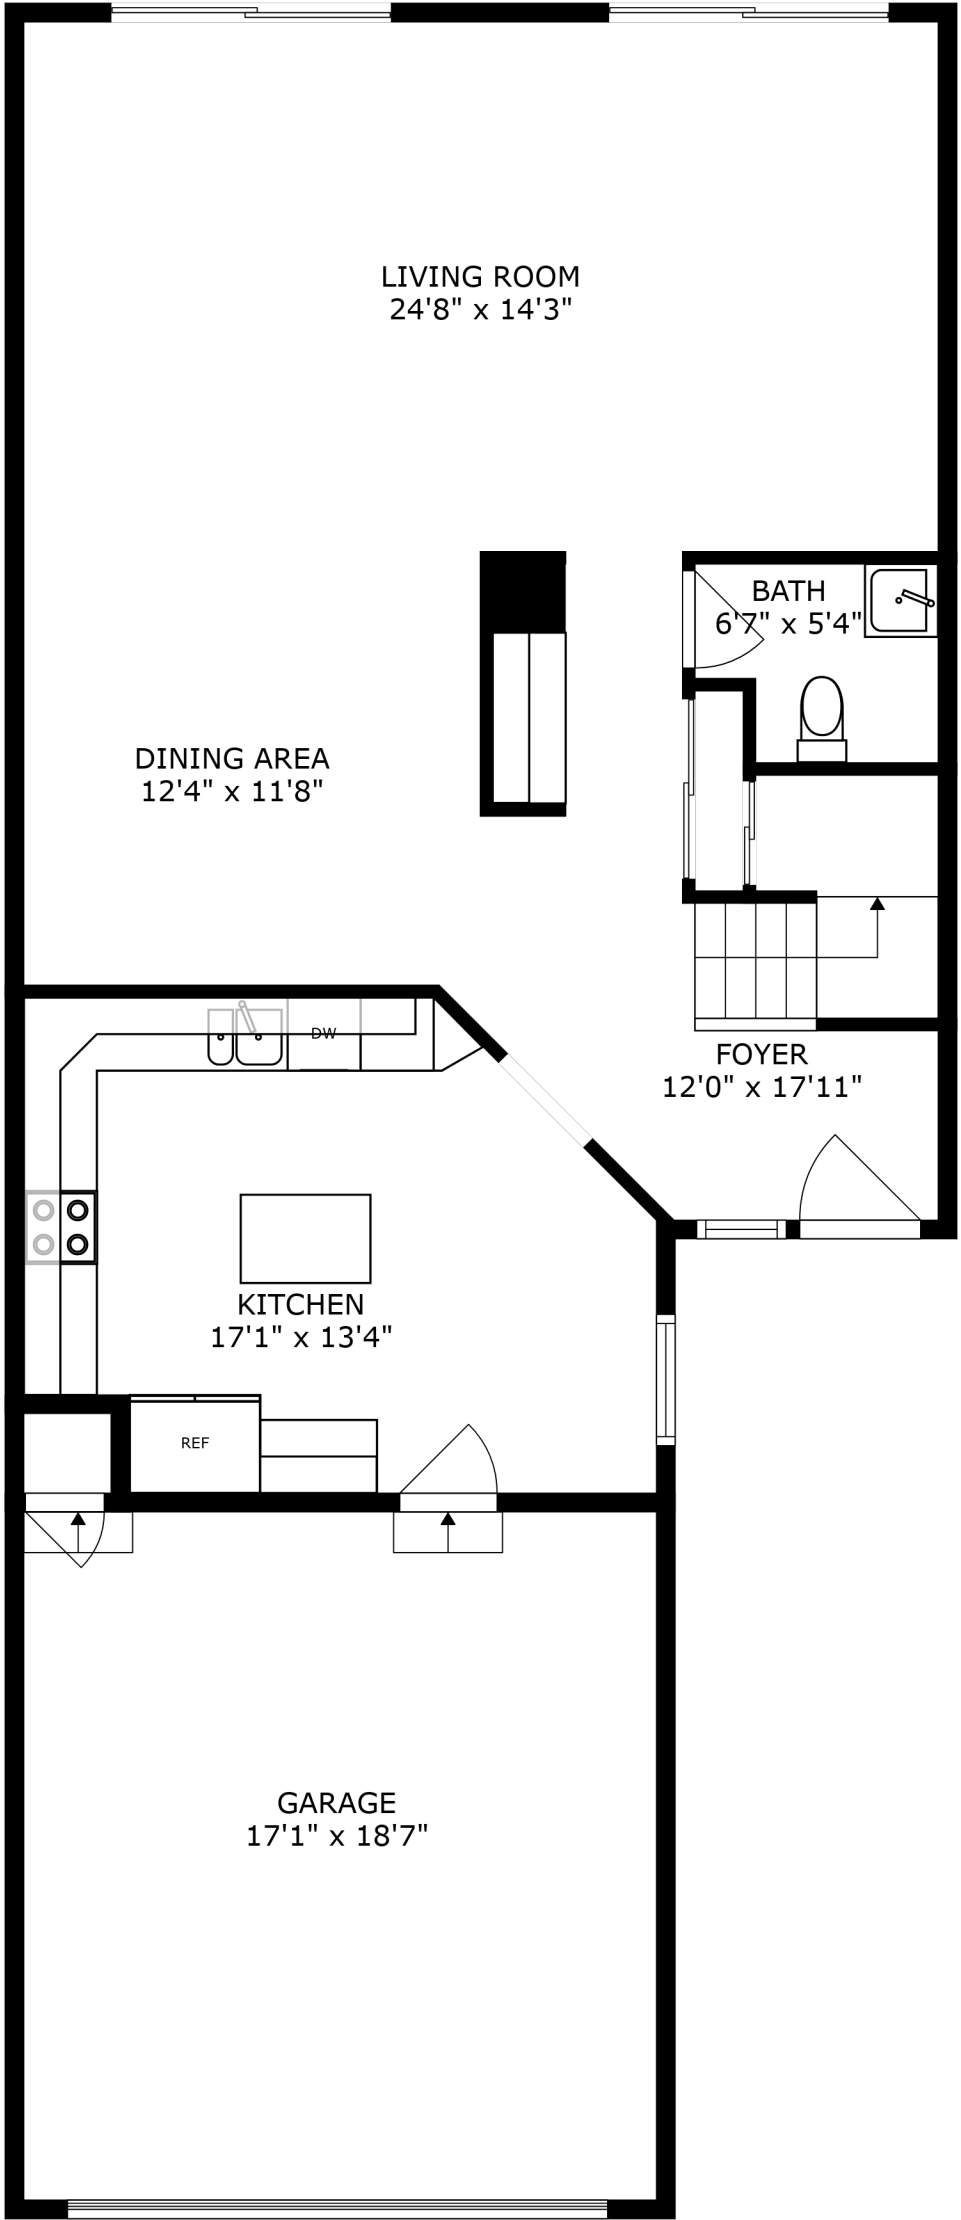 LIVING ROOM
24'8" x 14'3"
BATH
6'7" x 5'4"
DINING AREA
12'4" x 11'8"
DW
FOYER
12'0" x 17'11"
KITCHEN
17'1" x 13'4"
REF
GARAGE
17'1" x 18'7"